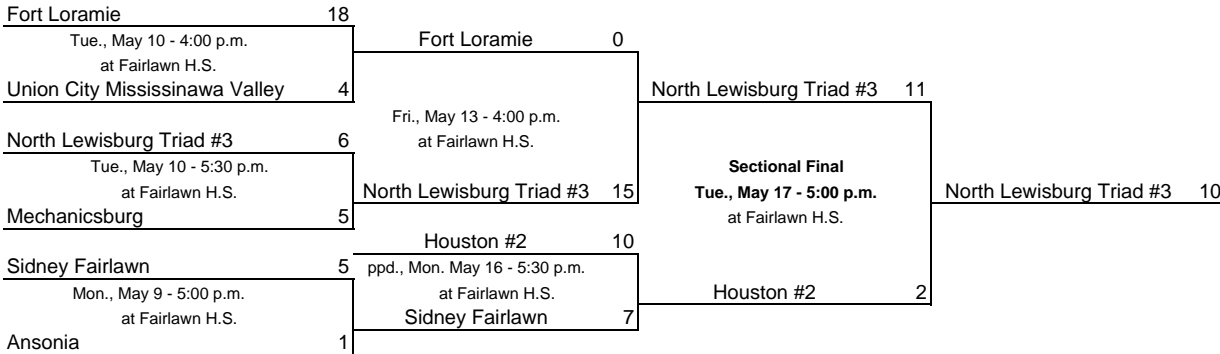 Fort Loramie 18
Tue., May 10 - 4:00 p.m.
at Fairlawn H.S.
Union City Mississinawa Valley 4
North Lewisburg Triad #3 6
Tue., May 10 - 5:30 p.m.
at Fairlawn H.S.
Mechanicsburg 5
Sidney Fairlawn 5
Mon., May 9 - 5:00 p.m.
at Fairlawn H.S.
Ansonia 1
Fort Loramie 0
Fri., May 13 - 4:00 p.m.
at Fairlawn H.S.
North Lewisburg Triad #3 15
Houston #2 10
ppd., Mon. May 16 - 5:30 p.m.
at Fairlawn H.S.
Sidney Fairlawn 7
North Lewisburg Triad #3 11
Sectional Final
Tue., May 17 - 5:00 p.m.
at Fairlawn H.S.
Houston #2 2
North Lewisburg Triad #3 10